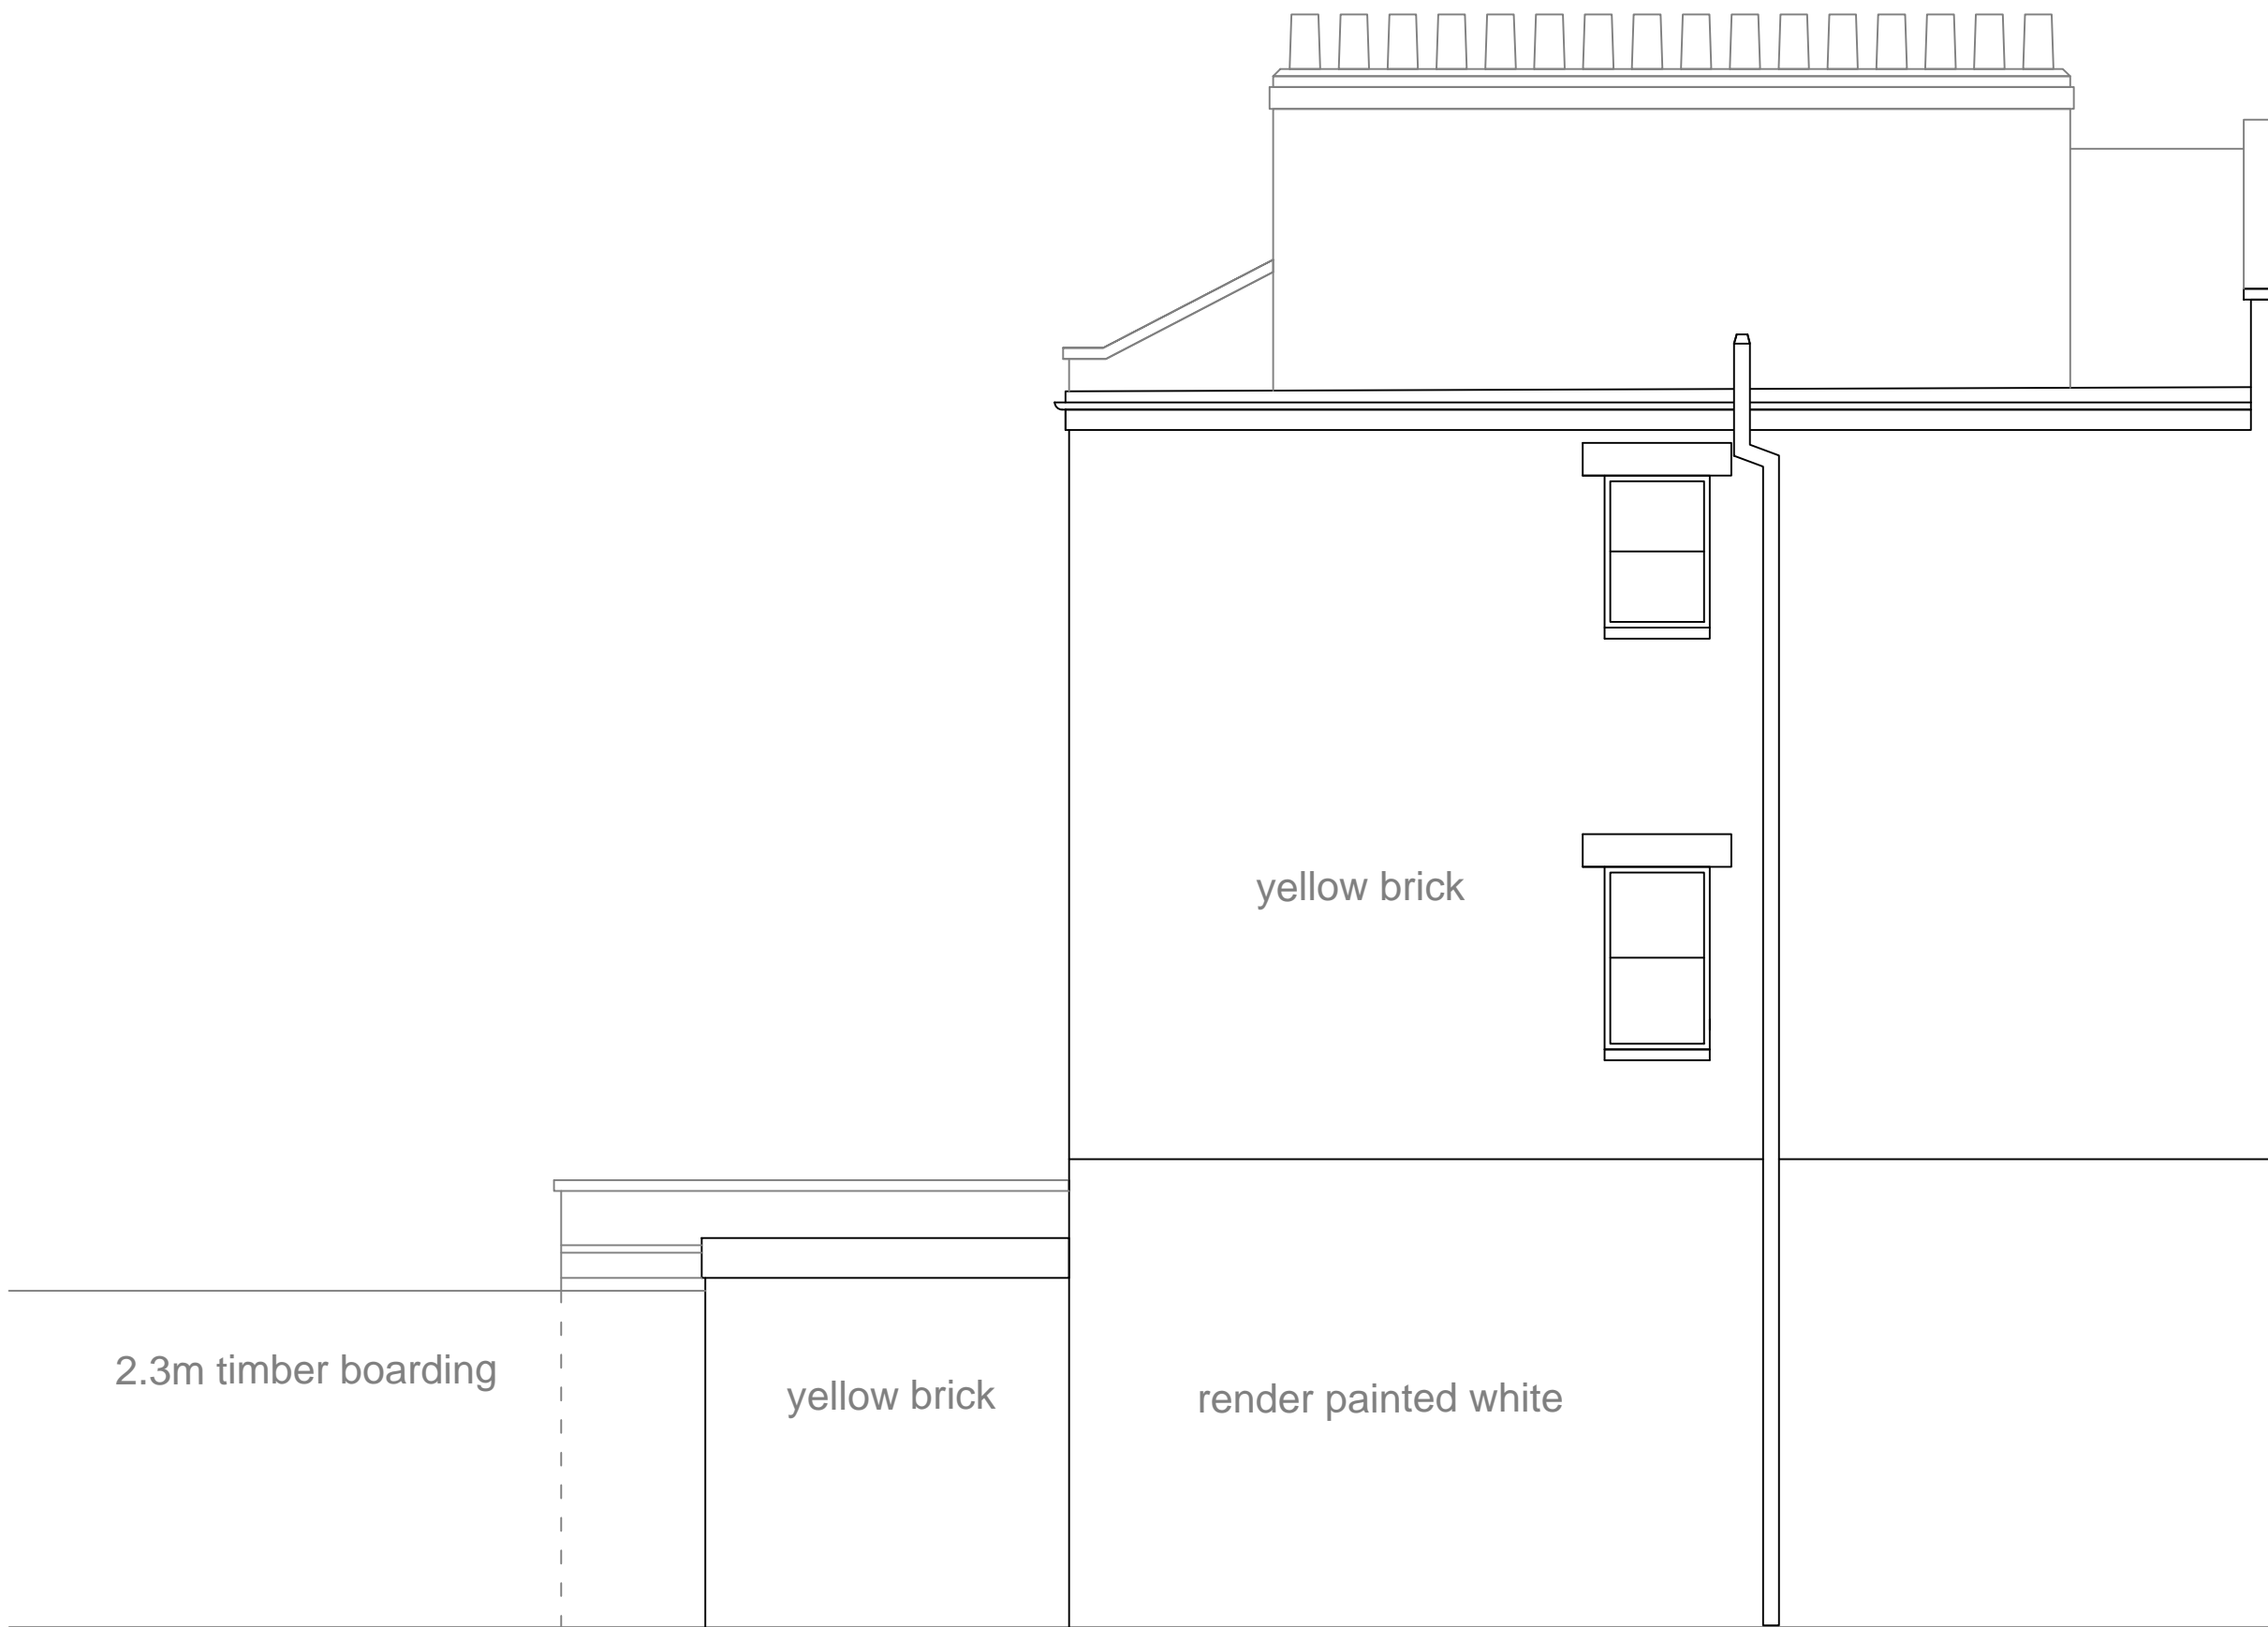 yellow brick
2.3m timber boarding
yellow brick
render painted white